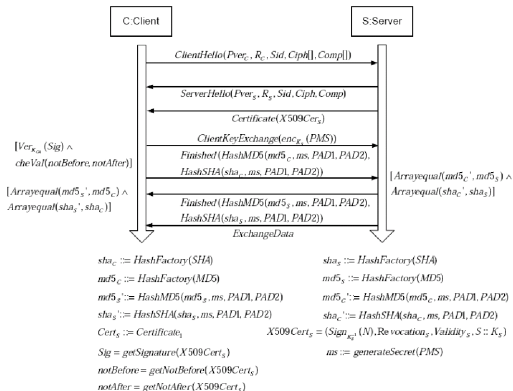 C:Client
S:Server
ClientHello(Pver_C, R_C, Sid, Ciph[], Comp[])
ServerHello(Pver_S, R_S, Sid, Ciph, Comp)
Certificate(X509Cer_S)
[Ver_{K_{Ca}}(Sig) ∧
cheVal(notBefore, notAfter)]
ClientKeyExchange(enc_{K_S}(PMS))
Finished(HashMD5(md5_C, ms, PAD1, PAD2),
HashSHA(sha_C, ms, PAD1, PAD2))
[Arrayequal(md5_C', md5_S) ∧
Arrayequal(sha_C', sha_S)]
[Arrayequal(md5_S', md5_C) ∧
Arrayequal(sha_S', sha_C)]
Finished(HashMD5(md5_S, ms, PAD1, PAD2),
HashSHA(sha_S, ms, PAD1, PAD2))
ExchangeData
sha_C ::= HashFactory(SHA)
sha_S ::= HashFactory(SHA)
md5_C ::= HashFactory(MD5)
md5_S ::= HashFactory(MD5)
md5_S' ::= HashMD5(md5_S, ms, PAD1, PAD2)
md5_C' ::= HashMD5(md5_C, ms, PAD1, PAD2)
sha_S' ::= HashSHA(sha_S, ms, PAD1, PAD2)
sha_C' ::= HashSHA(sha_C, ms, PAD1, PAD2)
Cert_S ::= Certificate_i
X509Cert_S = (Sign (N), Revocation_S, Validity_S, S :: K_S)
Sig = getSignature(X509Cert_S)
ms ::= generateSecret(PMS)
notBefore = getNotBefore(X509Cert_S)
notAfter = getNotAfter(X509Cert_S)